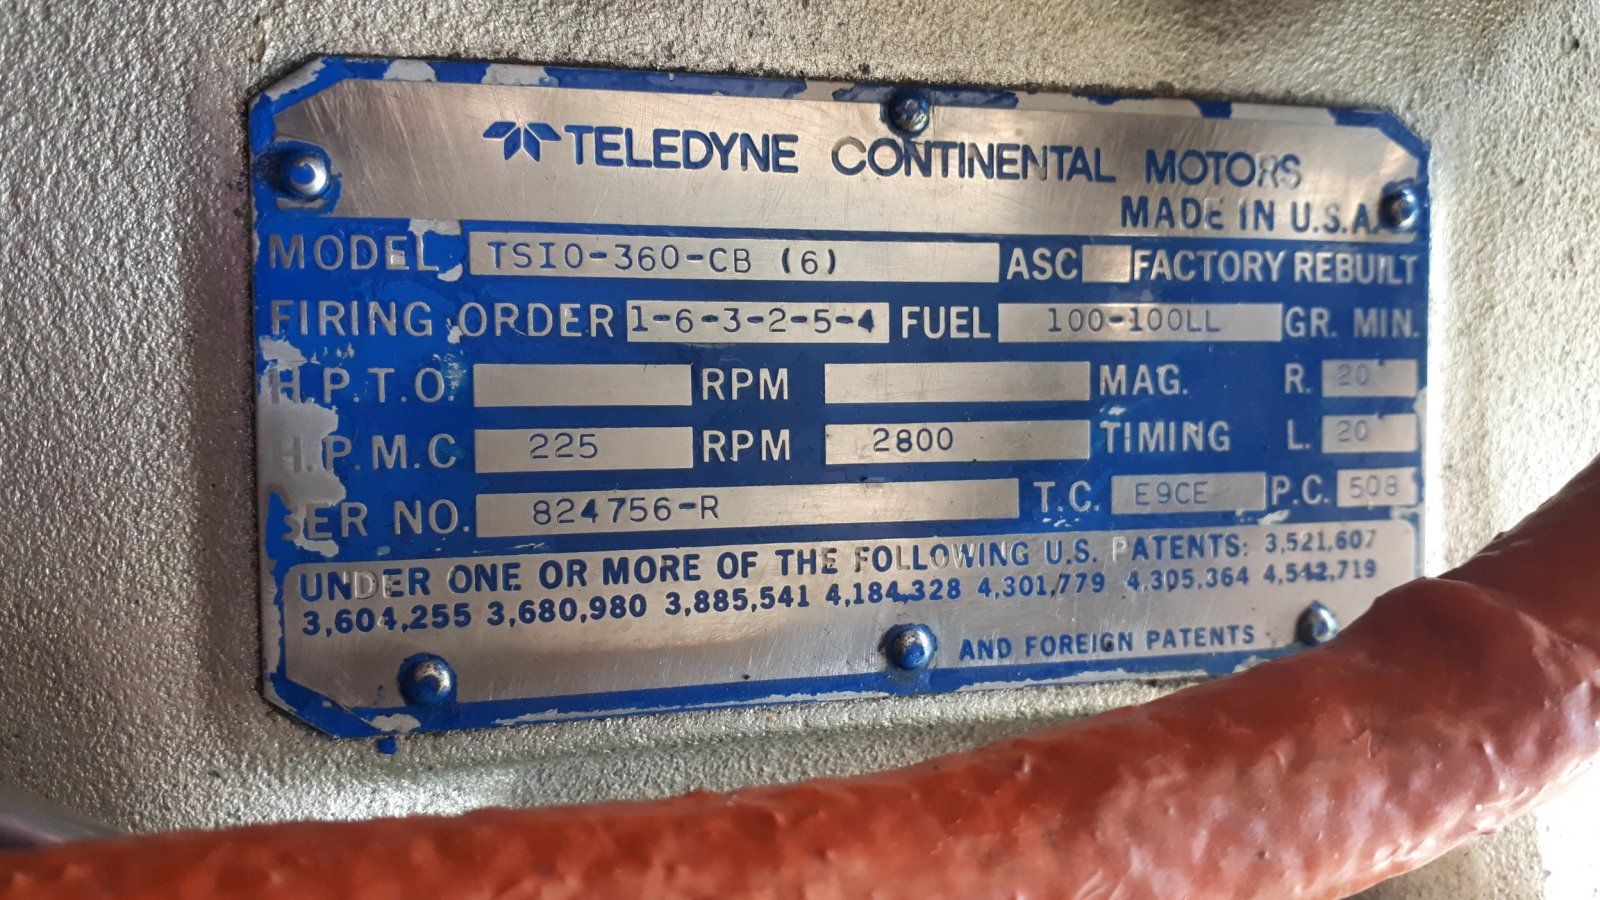 TELEDYNE CONTINENTAL MOTORS
MADE IN U.S.A.
MODEL TSIO-360-CB (6) ASC FACTORY REBUILT
FIRING ORDER 1-6-3-2-5-4 FUEL 100-100LL GR. MIN.
H.P.T.O. RPM MAG. R. 20
H.P.M.C 225 RPM 2800 TIMING L. 20
SER NO. 824756-R T.C. E9CE P.C. 508
UNDER ONE OR MORE OF THE FOLLOWING U.S. PATENTS: 3,521,607
3,604,255 3,680,980 3,885,541 4,184,328 4,301,779 4,305,364 4,542,719
AND FOREIGN PATENTS